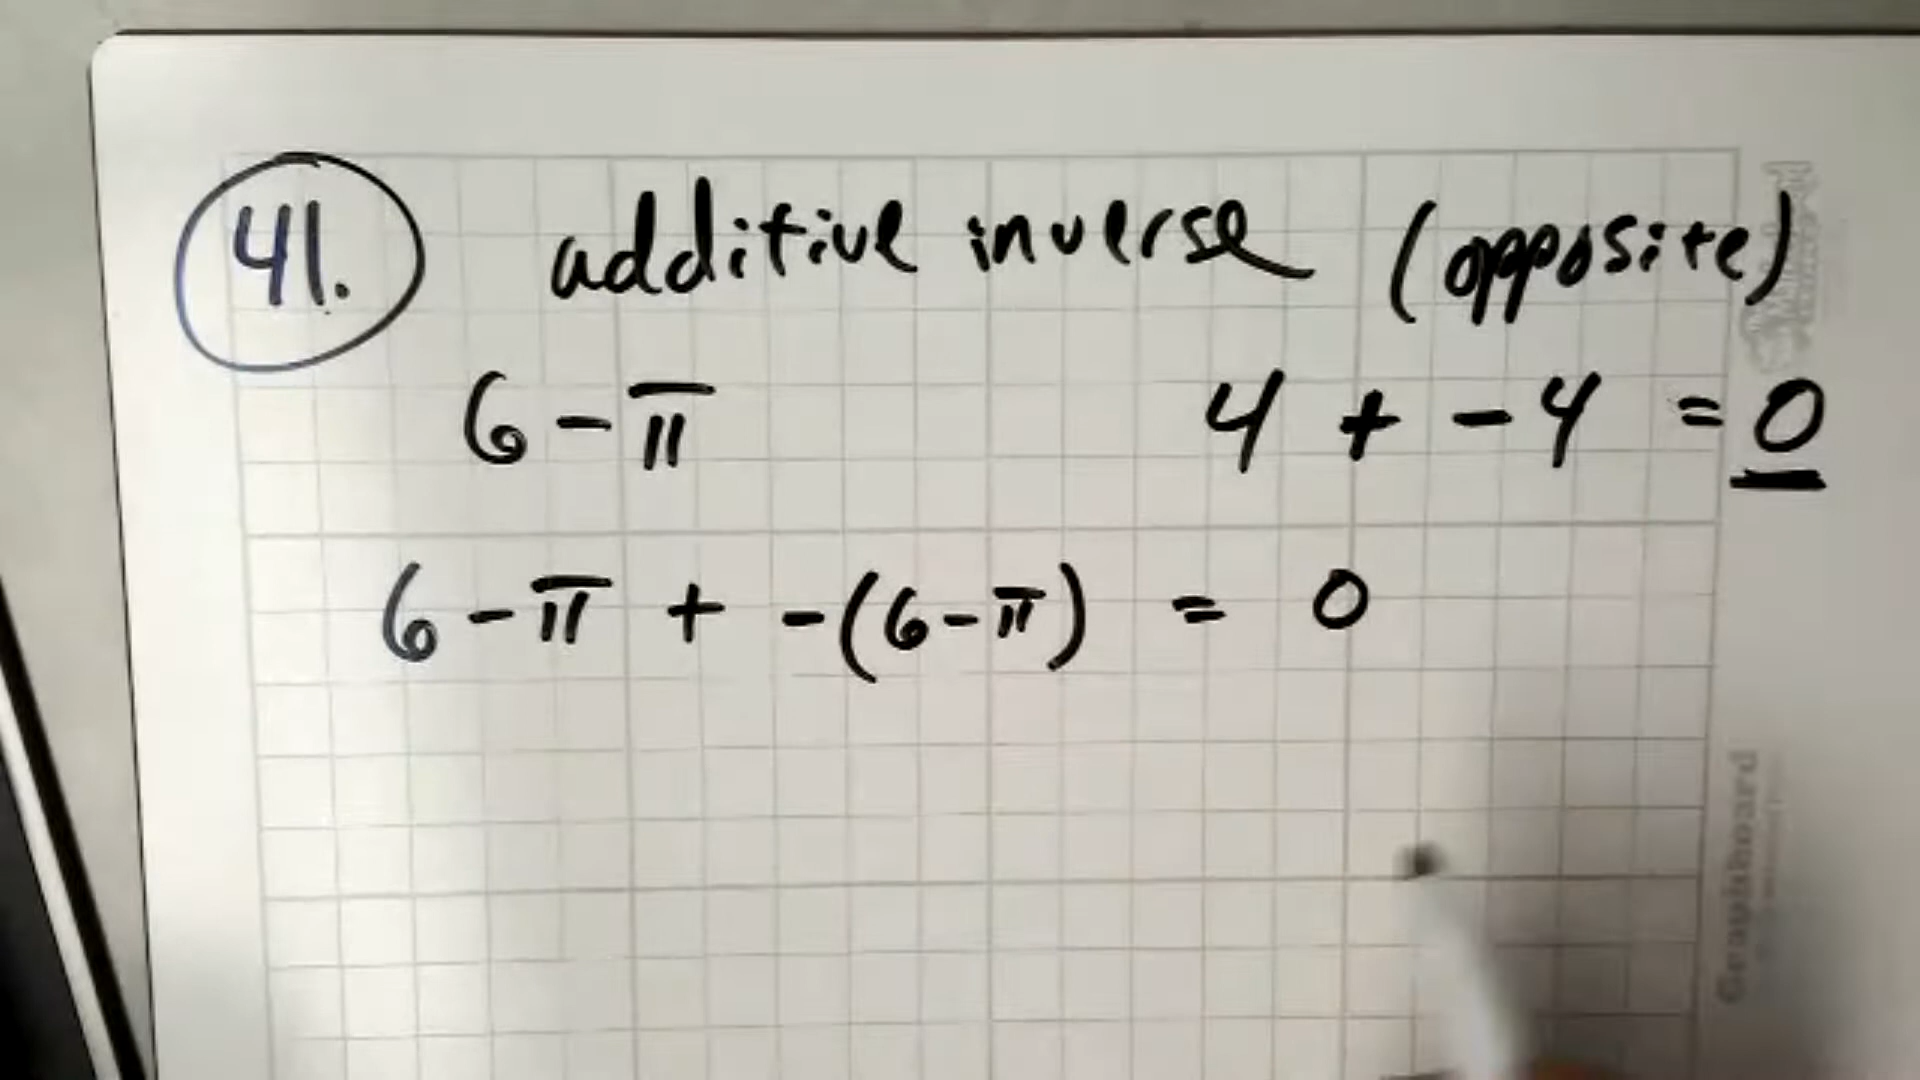 41. additive inverse (opposite)
6 - π 4 + -4 = 0
6 - π + -(6 - π) = 0